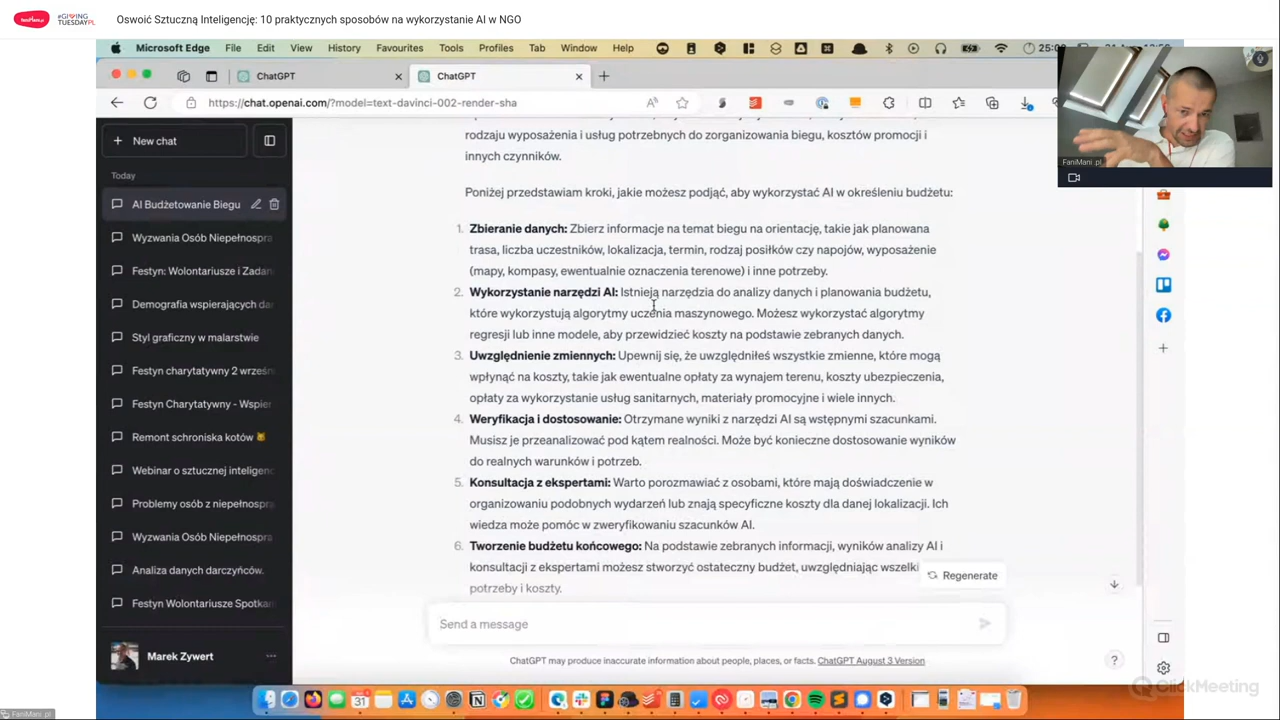 FaniMani.pl
#GIVING
TUESDAYPL
Oswoić Sztuczną Inteligencję: 10 praktycznych sposobów na wykorzystanie AI w NGO
Microsoft Edge File Edit View History Favourites Tools Profiles Tab Window Help
ChatGPT
ChatGPT
https://chat.openai.com/?model=text-davinci-002-render-sha
FaniMani .pl
New chat
Today
AI Budżetowanie Biegu
Wyzwania Osób Niepełnospra
Festyn: Wolontariusze i Zadan
Demografia wspierających da
Styl graficzny w malarstwie
Festyn charytatywny 2 wrześ
Festyn Charytatywny - Wspier
Remont schroniska kotów
Webinar o sztucznej inteligenc
Problemy osób z niepełnospra
Wyzwania Osób Niepełnospra
Analiza danych darczyńców.
Festyn Wolontariusze Spotkan
Marek Zywert
rodzaju wyposażenia i usług potrzebnych do zorganizowania biegu, kosztów promocji i
innych czynników.
Poniżej przedstawiam kroki, jakie możesz podjąć, aby wykorzystać AI w określeniu budżetu:
1. Zbieranie danych: Zbierz informacje na temat biegu na orientację, takie jak planowana
trasa, liczba uczestników, lokalizacja, termin, rodzaj posiłków czy napojów, wyposażenie
(mapy, kompasy, ewentualnie oznaczenia terenowe) i inne potrzeby.
2. Wykorzystanie narzędzi AI: Istnieją narzędzia do analizy danych i planowania budżetu,
które wykorzystują algorytmy uczenia maszynowego. Możesz wykorzystać algorytmy
regresji lub inne modele, aby przewidzieć koszty na podstawie zebranych danych.
3. Uwzględnienie zmiennych: Upewnij się, że uwzględniłeś wszystkie zmienne, które mogą
wpłynąć na koszty, takie jak ewentualne opłaty za wynajem terenu, koszty ubezpieczenia,
opłaty za wykorzystanie usług sanitarnych, materiały promocyjne i wiele innych.
4. Weryfikacja i dostosowanie: Otrzymane wyniki z narzędzi AI są wstępnymi szacunkami.
Musisz je przeanalizować pod kątem realności. Może być konieczne dostosowanie wyników
do realnych warunków i potrzeb.
5. Konsultacja z ekspertami: Warto porozmawiać z osobami, które mają doświadczenie w
organizowaniu podobnych wydarzeń lub znają specyficzne koszty dla danej lokalizacji. Ich
wiedza może pomóc w zweryfikowaniu szacunków AI.
6. Tworzenie budżetu końcowego: Na podstawie zebranych informacji, wyników analizy AI i
konsultacji z ekspertami możesz stworzyć ostateczny budżet, uwzględniając wszelki
potrzeby i koszty.
Regenerate
Send a message
ChatGPT may produce inaccurate information about people, places, or facts. ChatGPT August 3 Version
ClickMeeting
FaniMani .pl